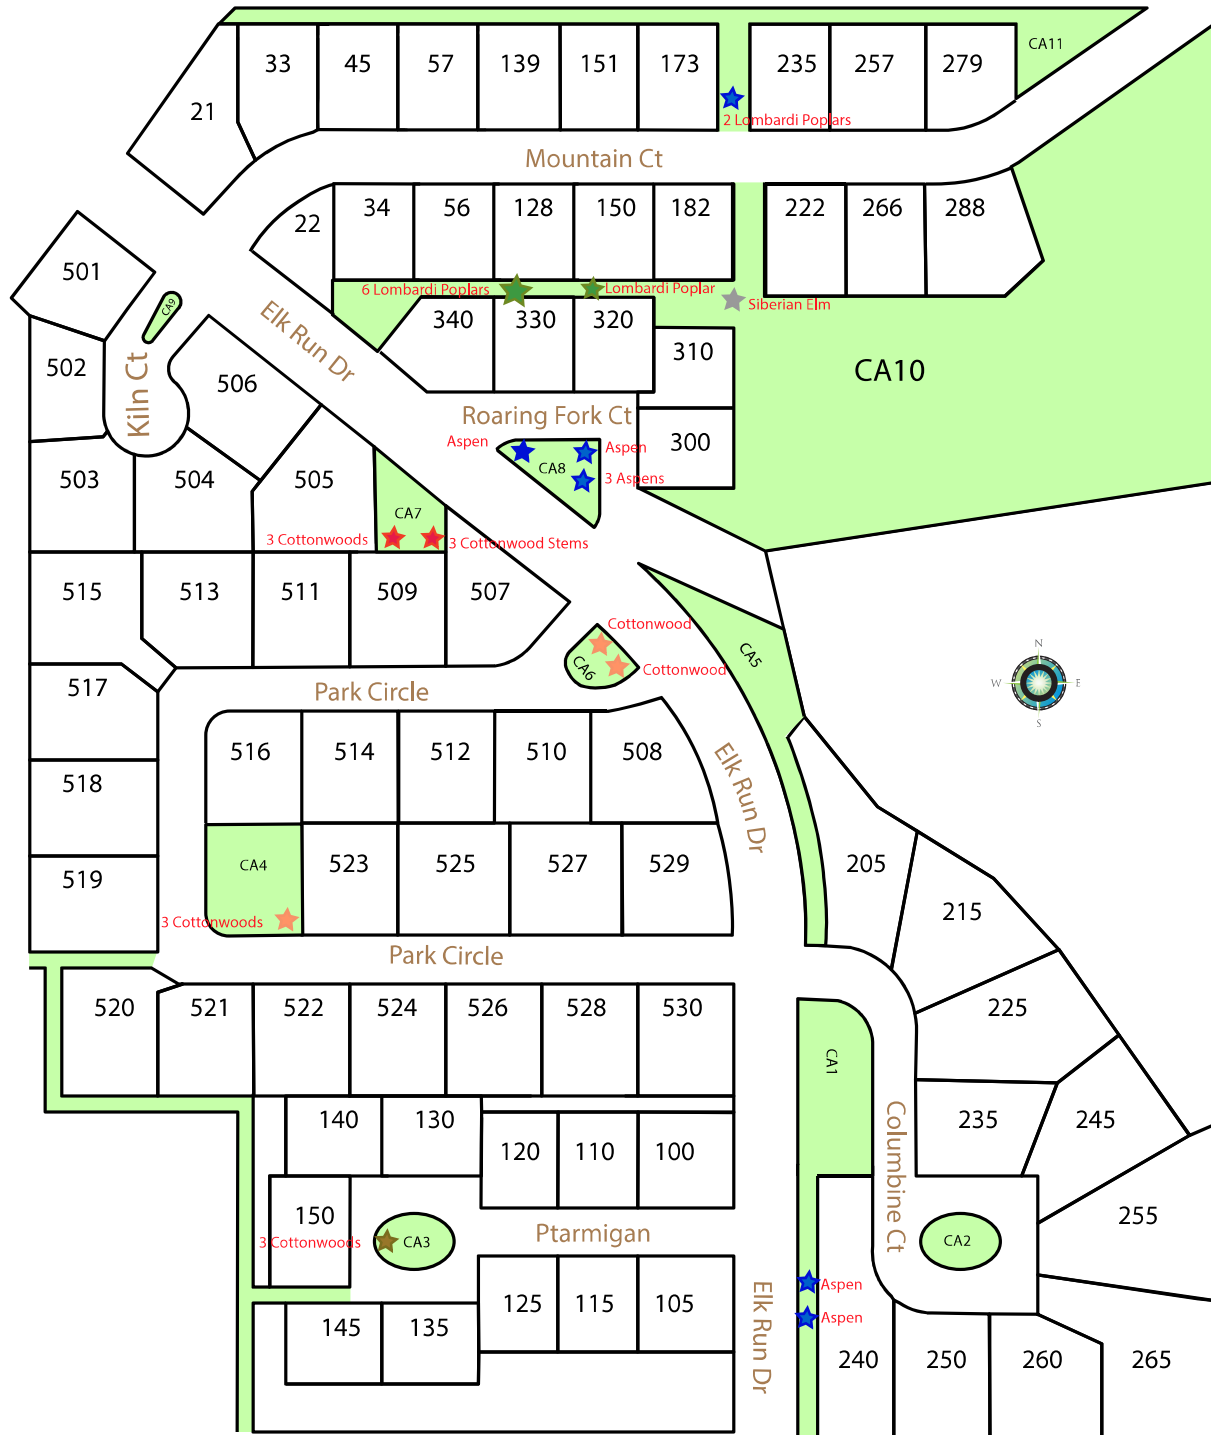 CA11
33
45
57
139
151
173
235
257
279
21
2 Lombardi Poplars
Mountain Ct
22
34
56
128
150
182
222
266
288
501
CA9
6 Lombardi Poplars
Lombardi Poplar
Siberian Elm
Elk Run Dr
340
330
320
310
CA10
502
Kiln Ct
506
Roaring Fork Ct
300
Aspen
Aspen
CA8
3 Aspens
503
504
505
CA7
3 Cottonwoods
3 Cottonwood Stems
515
513
511
509
507
Cottonwood
Cottonwood
CA6
CA5
N
W
E
S
517
Park Circle
516
514
512
510
508
Elk Run Dr
518
519
CA4
523
525
527
529
205
215
3 Cottonwoods
Park Circle
520
521
522
524
526
528
530
225
CA1
Columbine Ct
140
130
120
110
100
235
245
150
3 Cottonwoods
CA3
Ptarmigan
CA2
255
Elk Run Dr
Aspen
Aspen
125
115
105
145
135
240
250
260
265